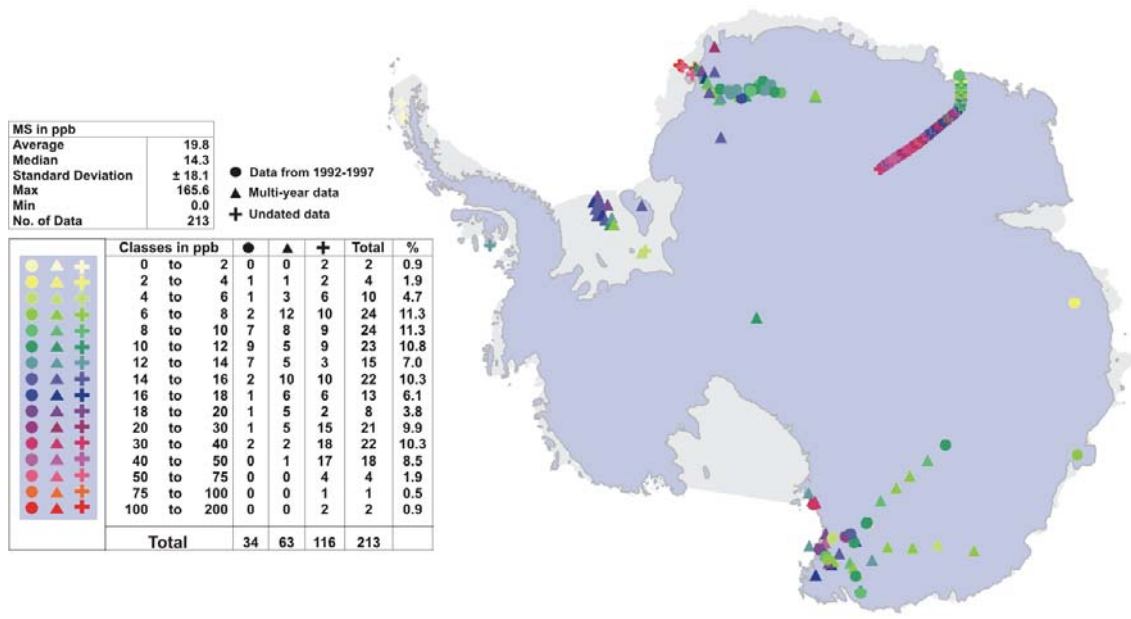 MS in ppb
Average 19.8
Median 14.3
Standard Deviation ± 18.1
Max 165.6
Min 0.0
No. of Data 213
Data from 1992-1997
Multi-year data
Undated data
Classes in ppb Total %
0 to 2 0 0 2 2 0.9
2 to 4 1 1 2 4 1.9
4 to 6 1 3 6 10 4.7
6 to 8 2 12 10 24 11.3
8 to 10 7 8 9 24 11.3
10 to 12 9 5 9 23 10.8
12 to 14 7 5 3 15 7.0
14 to 16 2 10 10 22 10.3
16 to 18 1 6 6 13 6.1
18 to 20 1 5 2 8 3.8
20 to 30 1 5 15 21 9.9
30 to 40 2 2 18 22 10.3
40 to 50 0 1 17 18 8.5
50 to 75 0 0 4 4 1.9
75 to 100 0 0 1 1 0.5
100 to 200 0 0 2 2 0.9
Total 34 63 116 213